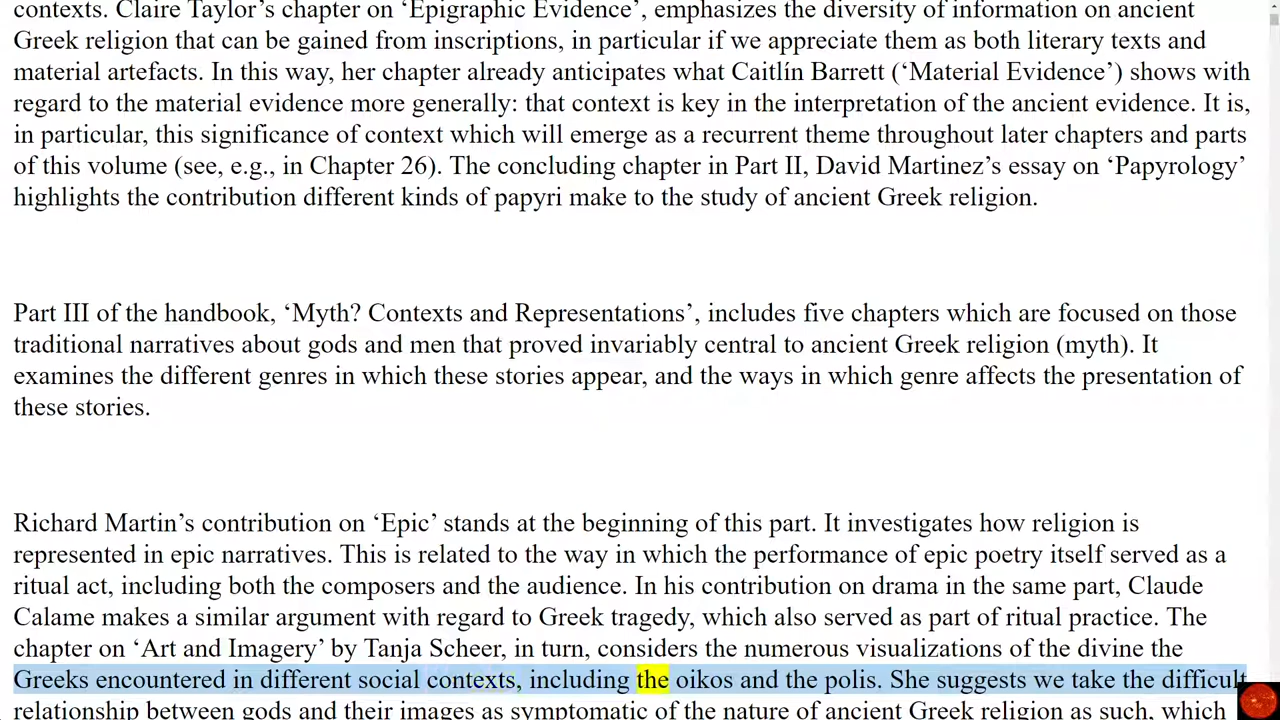 contexts. Claire Taylor’s chapter on ‘Epigraphic Evidence’, emphasizes the diversity of information on ancient
Greek religion that can be gained from inscriptions, in particular if we appreciate them as both literary texts and
material artefacts. In this way, her chapter already anticipates what Caitlín Barrett (‘Material Evidence’) shows with
regard to the material evidence more generally: that context is key in the interpretation of the ancient evidence. It is,
in particular, this significance of context which will emerge as a recurrent theme throughout later chapters and parts
of this volume (see, e.g., in Chapter 26). The concluding chapter in Part II, David Martinez’s essay on ‘Papyrology’
highlights the contribution different kinds of papyri make to the study of ancient Greek religion.
Part III of the handbook, ‘Myth? Contexts and Representations’, includes five chapters which are focused on those
traditional narratives about gods and men that proved invariably central to ancient Greek religion (myth). It
examines the different genres in which these stories appear, and the ways in which genre affects the presentation of
these stories.
Richard Martin’s contribution on ‘Epic’ stands at the beginning of this part. It investigates how religion is
represented in epic narratives. This is related to the way in which the performance of epic poetry itself served as a
ritual act, including both the composers and the audience. In his contribution on drama in the same part, Claude
Calame makes a similar argument with regard to Greek tragedy, which also served as part of ritual practice. The
chapter on ‘Art and Imagery’ by Tanja Scheer, in turn, considers the numerous visualizations of the divine the
Greeks encountered in different social contexts, including the oikos and the polis. She suggests we take the difficult
relationship between gods and their images as symptomatic of the nature of ancient Greek religion as such, which